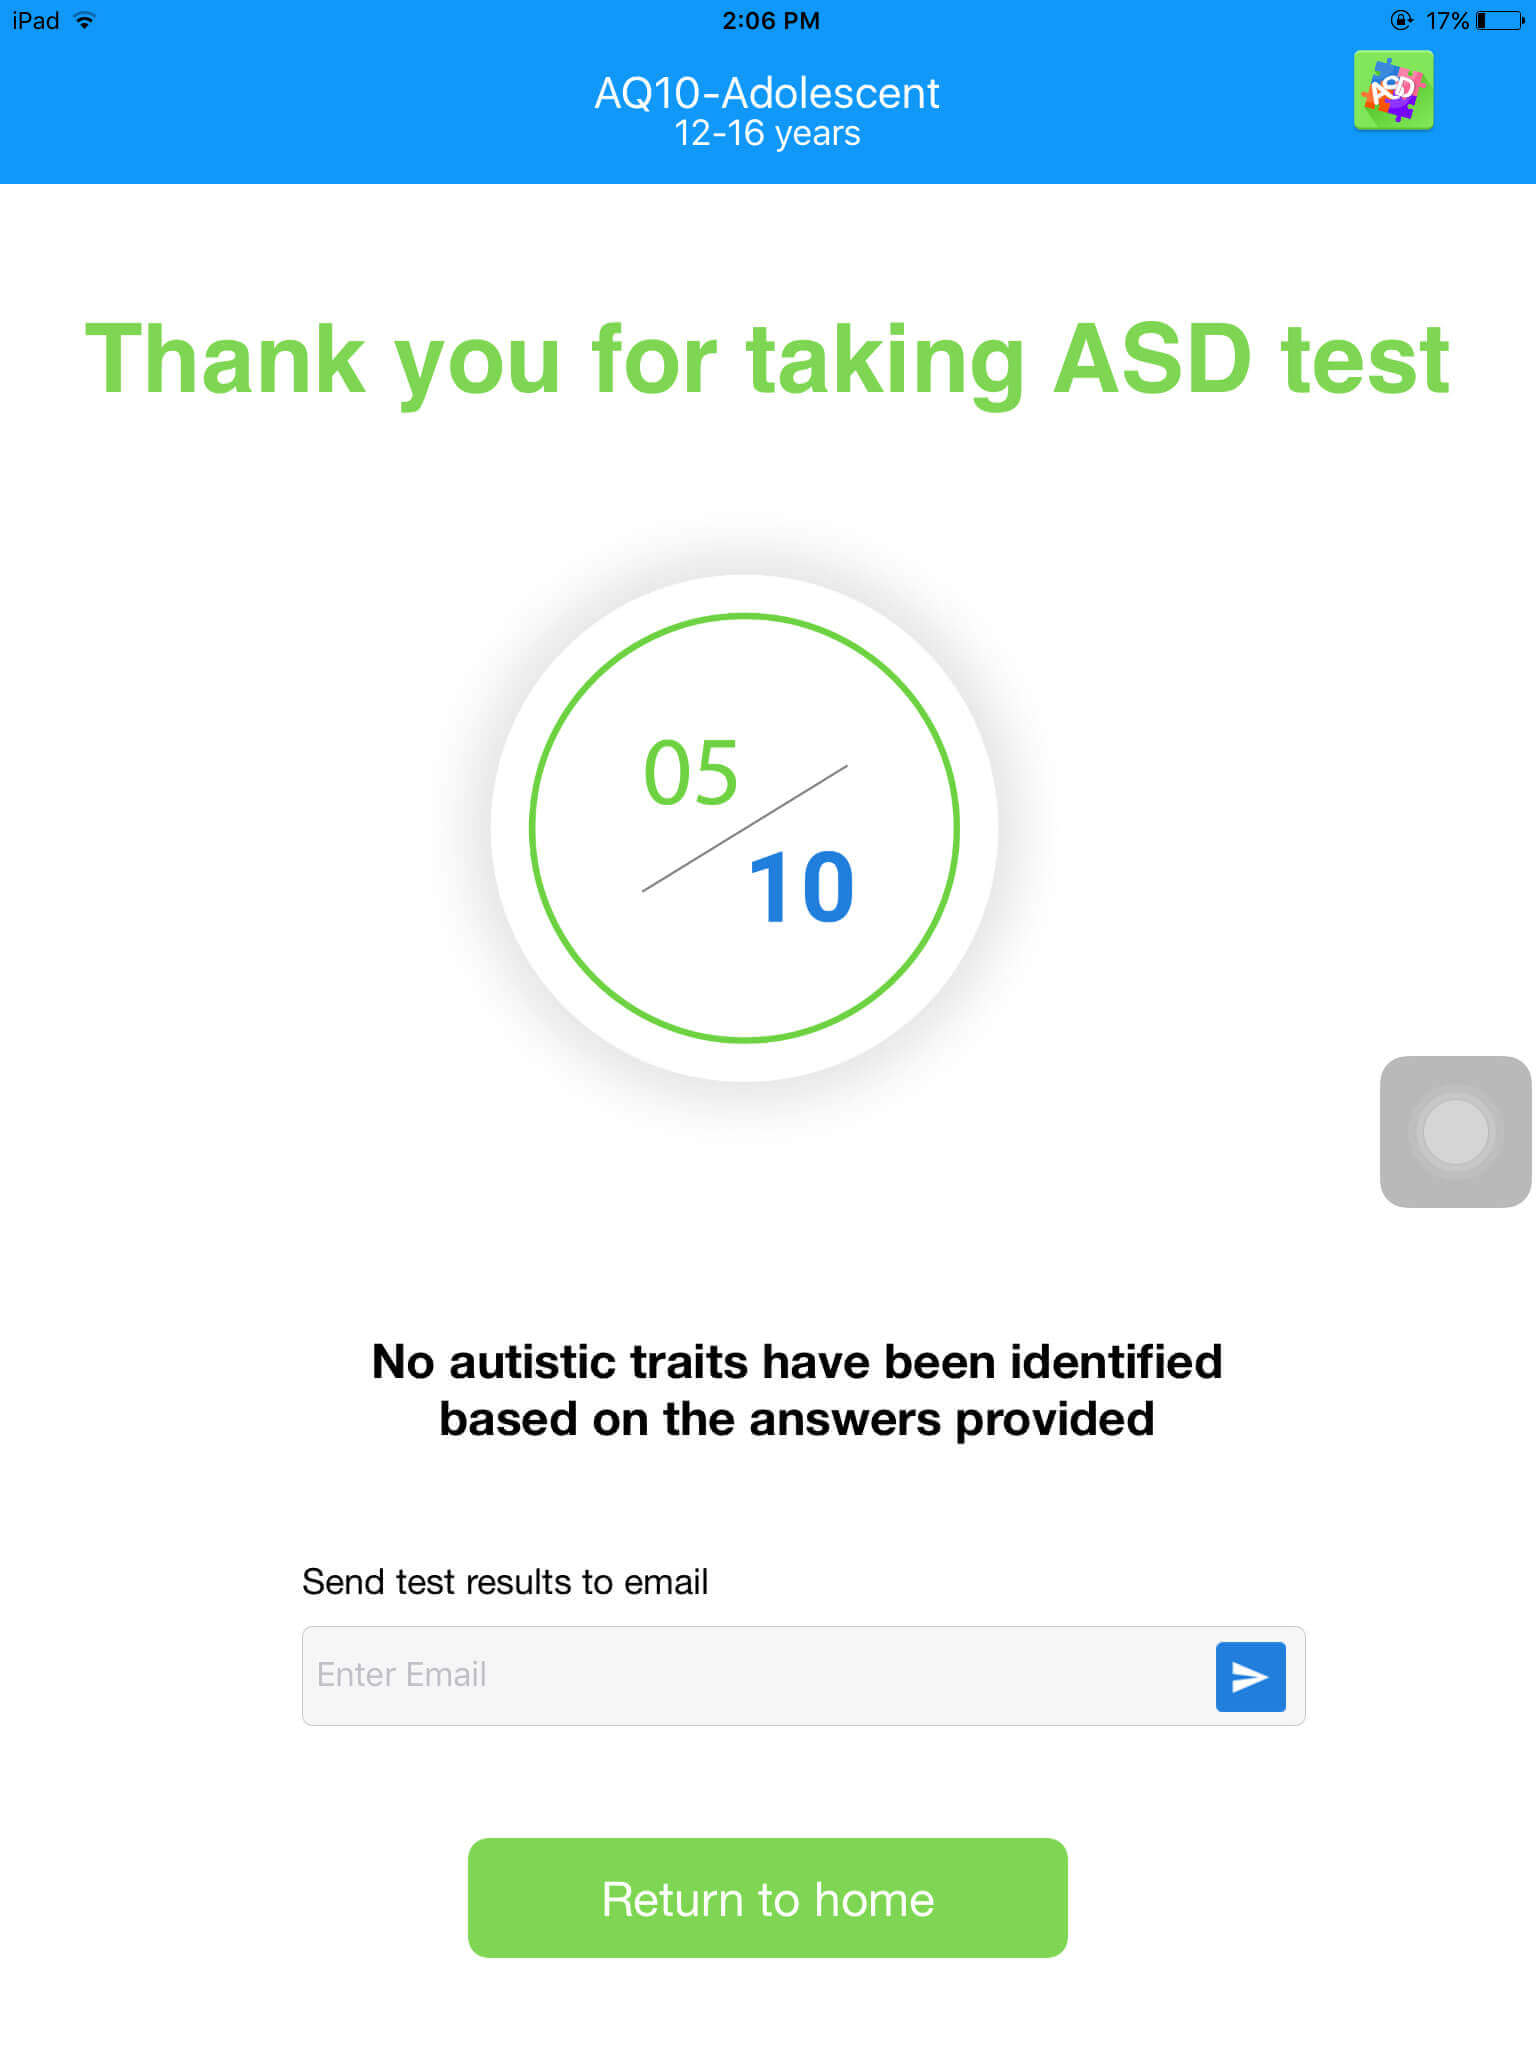 iPad 2:06 PM 17%
AQ10-Adolescent
12-16 years
ASD
Thank you for taking ASD test
05
10
No autistic traits have been identified
based on the answers provided
Send test results to email
Enter Email
Return to home